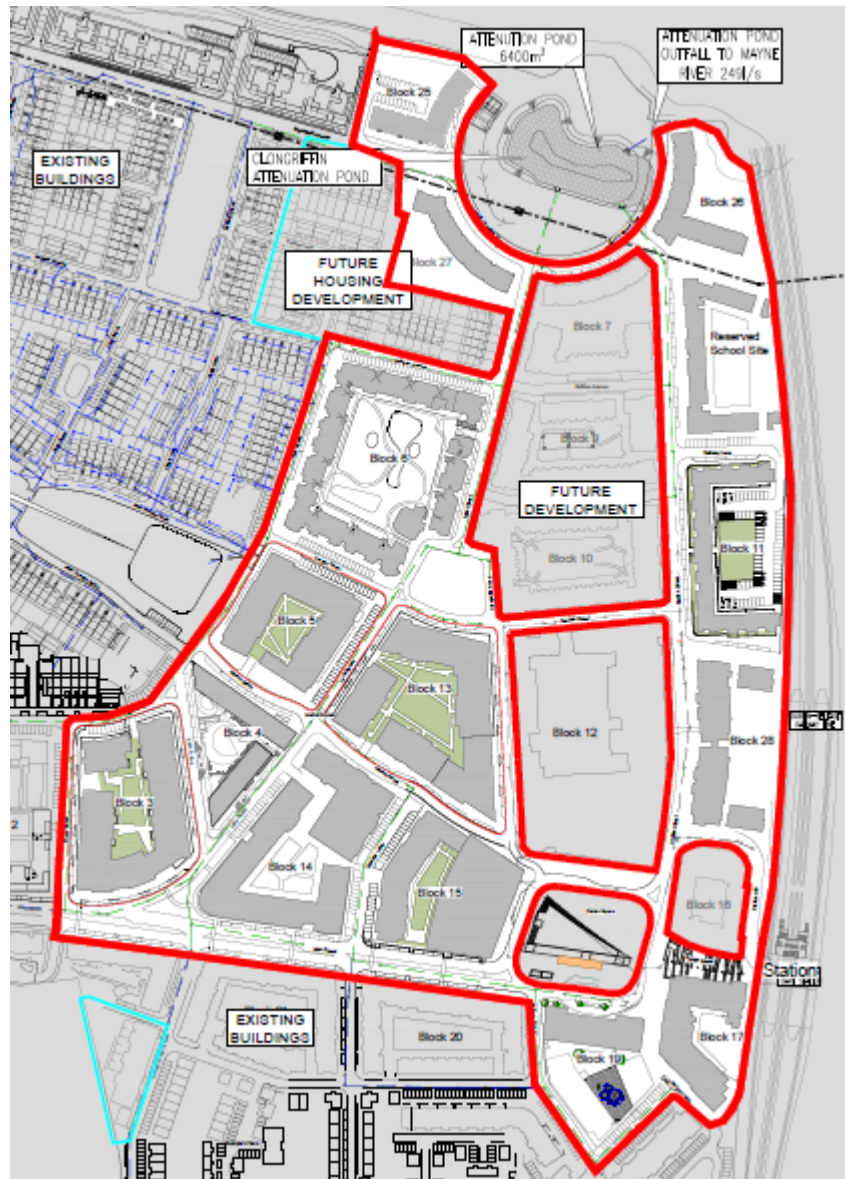 ATTENUTION POND
6400m³
ATTENUATION POND
OUTFALL TO MAYNE
RIVER 249l/s
Block 25
EXISTING
BUILDINGS
CLONGRIFFIN
ATTENUATION POND
Block 26
FUTURE
HOUSING
DEVELOPMENT
Block 27
Block 7
Reserved
School Site
Block 9
Block 6
FUTURE
DEVELOPMENT
Block 11
Block 10
Block 5
Block 13
Block 4
Block 12
Block 28
Block 3
2
Block 14
Block 15
Block 18
Station
EXISTING
BUILDINGS
Block 20
Block 19
Block 17